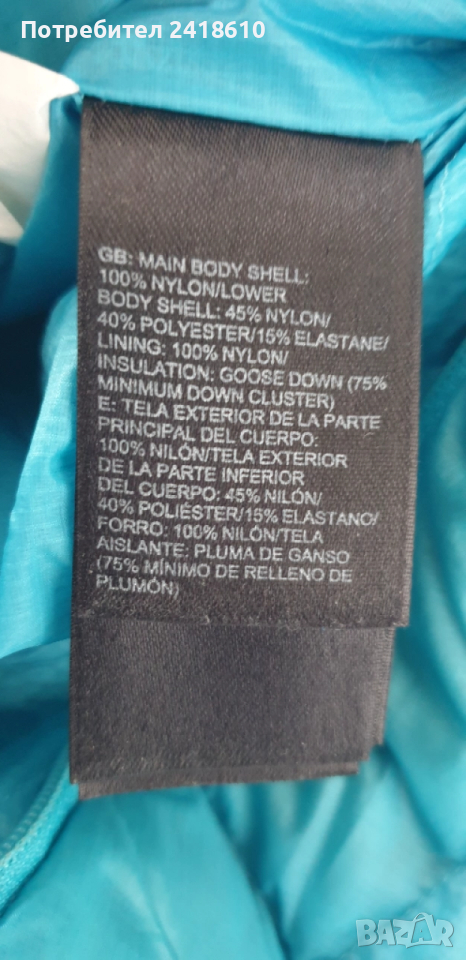 Потребител 2418610
GB: MAIN BODY SHELL:
100% NYLON/LOWER
BODY SHELL: 45% NYLON/
40% POLYESTER/15% ELASTANE/
LINING: 100% NYLON/
INSULATION: GOOSE DOWN (75%
MINIMUM DOWN CLUSTER)
E: TELA EXTERIOR DE LA PARTE
PRINCIPAL DEL CUERPO:
100% NILÓN/TELA EXTERIOR
DE LA PARTE INFERIOR
DEL CUERPO: 45% NILÓN/
40% POLIÉSTER/15% ELASTANO/
FORRO: 100% NILÓN/TELA
AISLANTE: PLUMA DE GANSO
(75% MÍNIMO DE RELLENO DE
PLUMÓN)
BAZAR